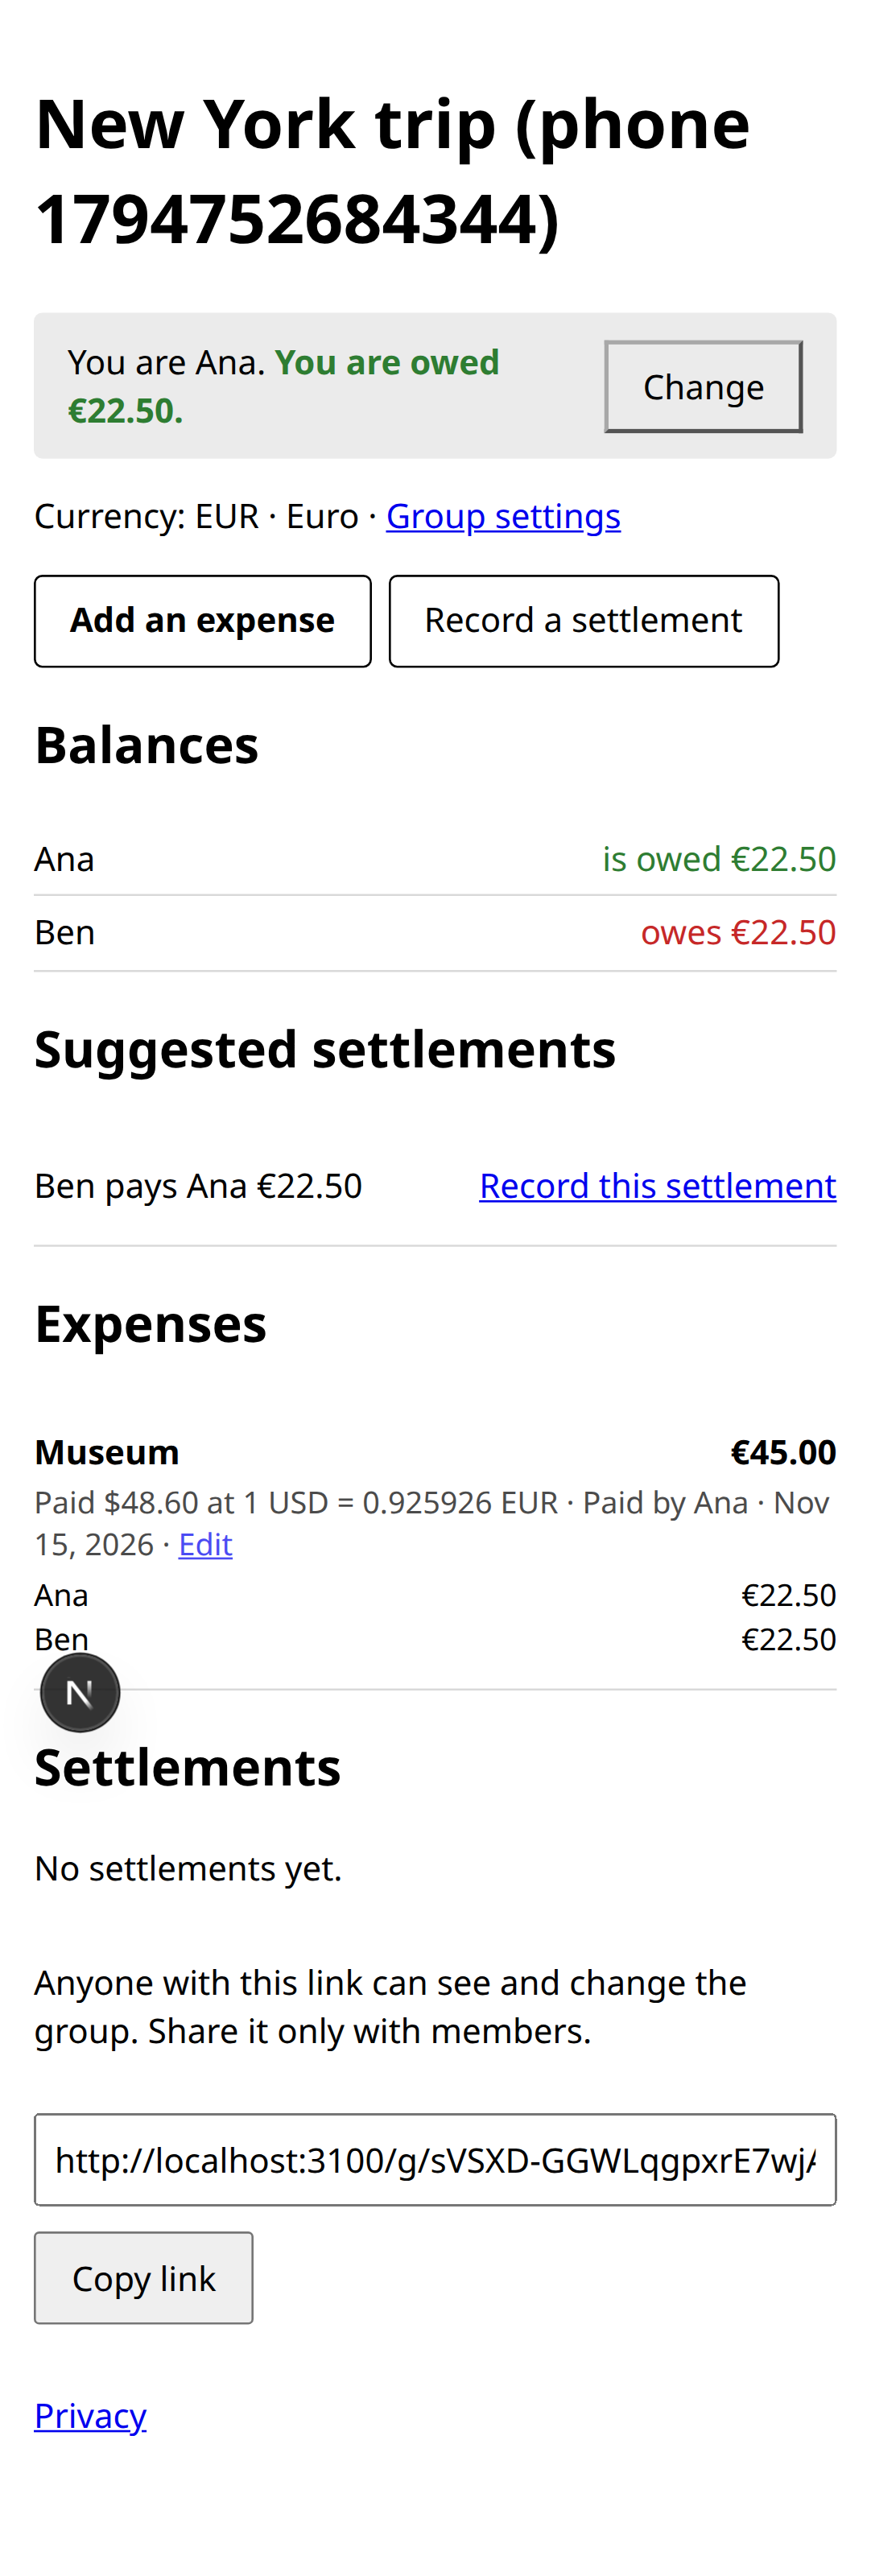 New York trip (phone
1794752684344)
You are Ana. You are owed
€22.50.
Change
Currency: EUR · Euro · Group settings
Add an expense
Record a settlement
Balances
Ana is owed €22.50
Ben owes €22.50
Suggested settlements
Ben pays Ana €22.50 Record this settlement
Expenses
Museum €45.00
Paid $48.60 at 1 USD = 0.925926 EUR · Paid by Ana · Nov
15, 2026 · Edit
Ana €22.50
Ben €22.50
N
Settlements
No settlements yet.
Anyone with this link can see and change the
group. Share it only with members.
http://localhost:3100/g/sVSXD-GGWLqgpxrE7wj
Copy link
Privacy